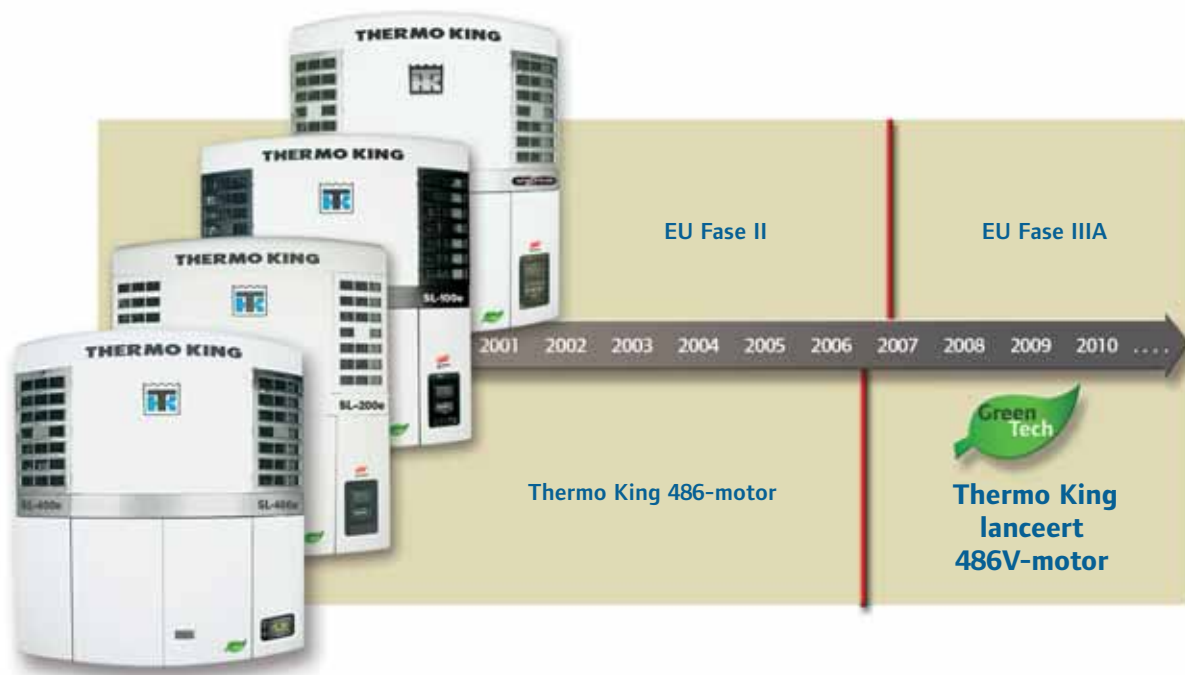 THERMO KING
THERMO KING
SL-100e
THERMO KING
SL-200e
THERMO KING
SL-400e SL-400e
EU Fase II
EU Fase IIIA
2001 2002 2003 2004 2005 2006 2007 2008 2009 2010 ....
Thermo King 486-motor
Green
Tech
Thermo King
lanceert
486V-motor